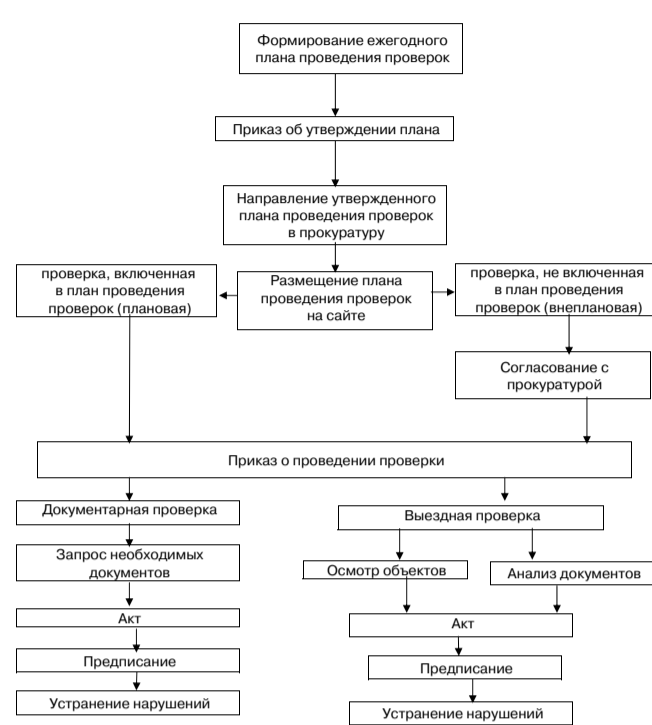 Формирование ежегодного
плана проведения проверок
Приказ об утверждении плана
Направление утвержденного
плана проведения проверок
в прокуратуру
проверка, включенная
в план проведения
проверок (плановая)
Размещение плана
проведения проверок
на сайте
проверка, не включенная
в план проведения
проверок (внеплановая)
Согласование с
прокуратурой
Приказ о проведении проверки
Документарная проверка
Выездная проверка
Запрос необходимых
документов
Осмотр объектов
Анализ документов
Акт
Акт
Предписание
Предписание
Устранение нарушений
Устранение нарушений